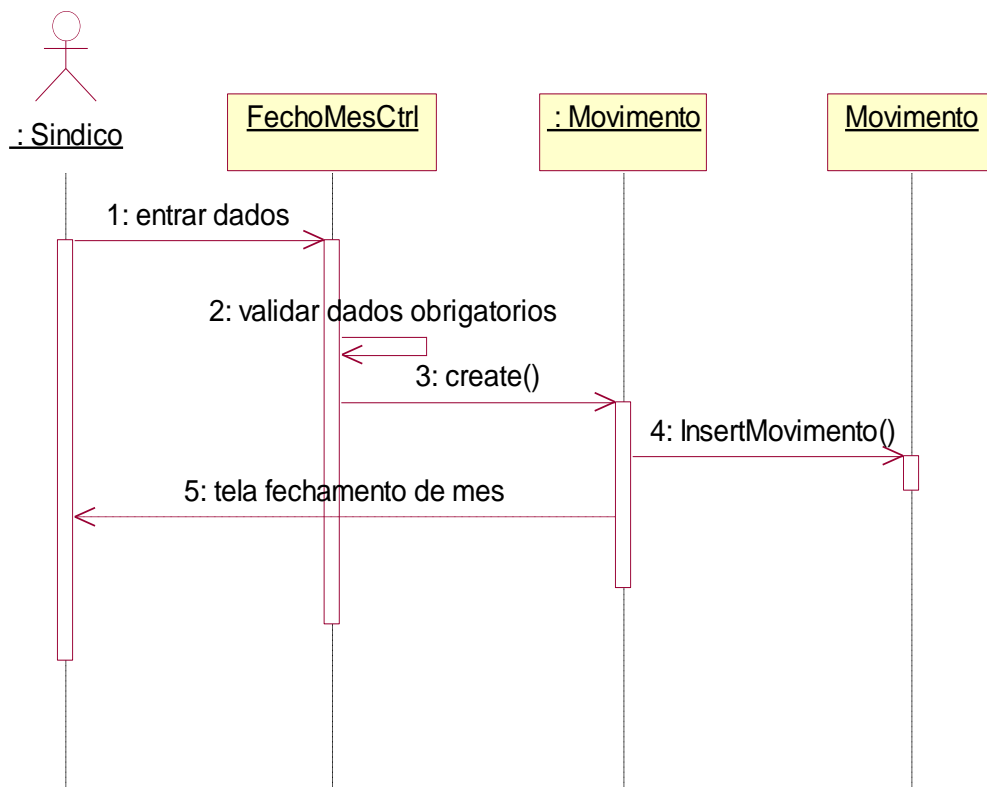 : Sindico
FechoMesCtrl
: Movimento
Movimento
1: entrar dados
2: validar dados obrigatorios
3: create()
4: InsertMovimento()
5: tela fechamento de mes